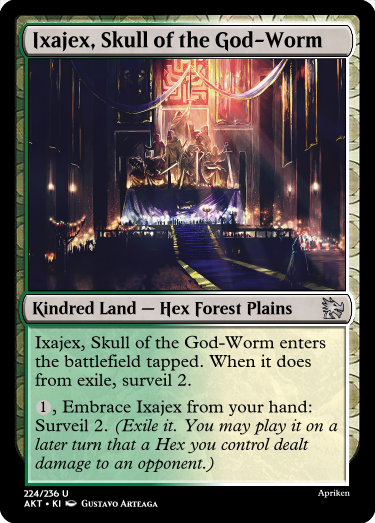 Ixajex, Skull of the God-Worm
Kindred Land — Hex Forest Plains
Ixajex, Skull of the God-Worm enters
the battlefield tapped. When it does
from exile, surveil 2.
1, Embrace Ixajex from your hand:
Surveil 2. (Exile it. You may play it on a
later turn that a Hex you control dealt
damage to an opponent.)
224/236 U
Apriken
AKT • KI Gustavo Arteaga